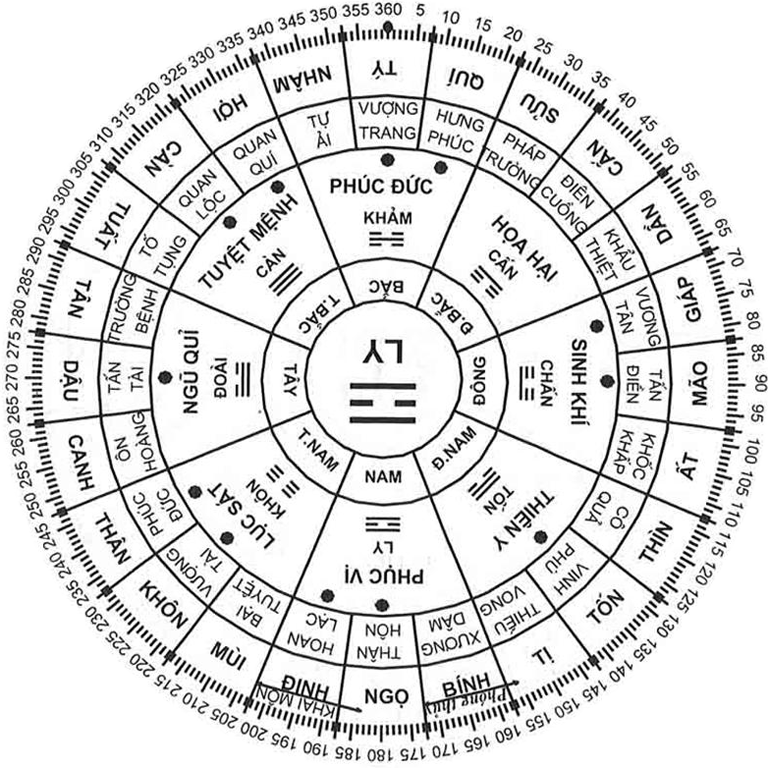 360
5
10
15
20
25
30
35
40
45
50
55
60
65
70
75
80
85
90
95
100
105
110
115
120
125
130
135
140
145
150
155
160
165
170
175
180
185
190
195
200
205
210
215
220
225
230
235
240
245
250
255
260
265
270
275
280
285
290
295
300
305
310
315
320
325
330
335
340
345
350
355
TÝ
QUÍ
SỬU
CẤN
DẦN
GIÁP
MÃO
ẤT
THÌN
TỐN
TỊ
BÍNH
Phóng thủy
NGỌ
ĐINH
KHAI MÔN
MÙI
KHÔN
THÂN
CANH
DẬU
TÂN
TUẤT
CÀN
HỢI
NHÂM
VƯỢNG
TRANG
HƯNG
PHÚC
PHÁP
TRƯỜNG
ĐIÊN
CUỒNG
KHẨU
THIỆT
VƯỢNG
TÂN
TẤN
ĐIỀN
KHỐC
KHẤP
CÔ
QUẢ
VINH
PHÚ
THIẾU
VONG
XƯƠNG
DÂM
THÂN
HÔN
HOAN
LẠC
BẠI
TUYỆT
VƯỢNG
TÀI
PHÚC
ĐỨC
ÔN
HOÀNG
TẤN
TÀI
TRƯỜNG
BỆNH
TỐ
TỤNG
QUAN
LỘC
QUAN
QUÍ
TỰ
ẢI
PHÚC ĐỨC
KHẢM
HỌA HẠI
CẤN
SINH KHÍ
CHẤN
THIÊN Y
TỐN
PHỤC VỊ
LY
LỤC SÁT
KHÔN
NGŨ QUỈ
ĐOÀI
TUYỆT MỆNH
CÀN
BẮC
Đ.BẮC
ĐÔNG
Đ.NAM
NAM
T.NAM
TÂY
T.BẮC
LY